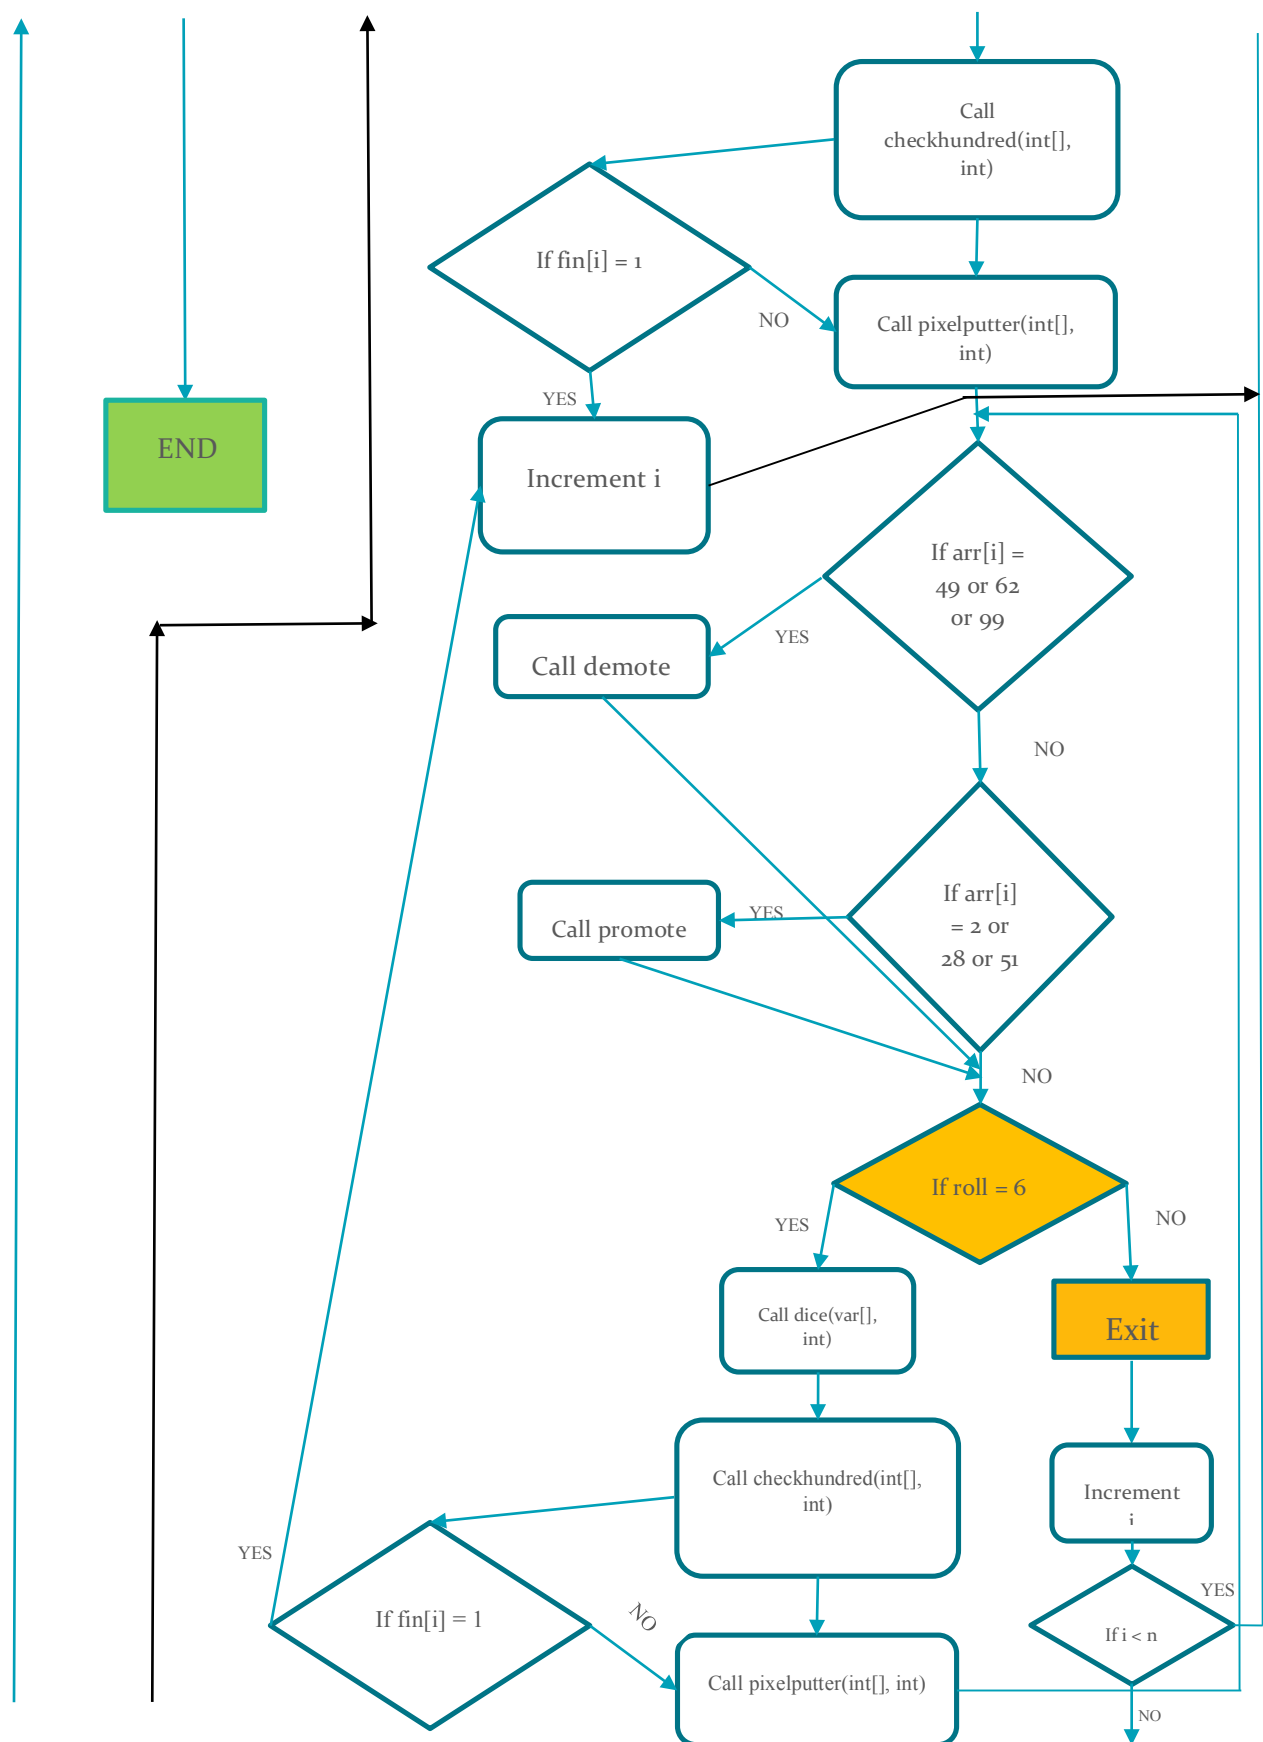 Call
checkhundred(int[],
int)
If fin[i] = 1
NO
Call pixelputter(int[],
int)
YES
END
Increment i
If arr[i] =
49 or 62
or 99
YES
Call demote
NO
If arr[i]
= 2 or
28 or 51
YES
Call promote
NO
If roll = 6
YES
NO
Call dice(var[],
int)
Exit
Call checkhundred(int[],
int)
Increment
i
YES
YES
If fin[i] = 1
NO
If i < n
Call pixelputter(int[], int)
NO